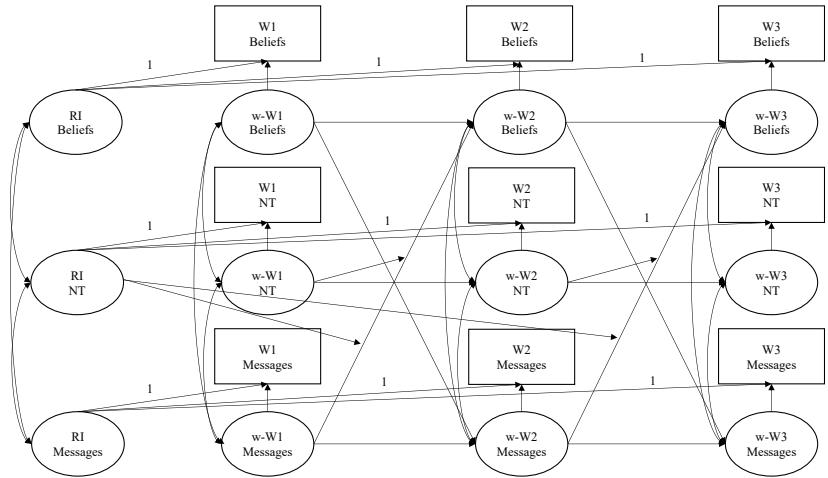 W1
Beliefs
W2
Beliefs
W3
Beliefs
1
1
1
RI
Beliefs
w-W1
Beliefs
w-W2
Beliefs
w-W3
Beliefs
W1
NT
W2
NT
W3
NT
1
1
1
RI
NT
w-W1
NT
w-W2
NT
w-W3
NT
W1
Messages
W2
Messages
W3
Messages
1
1
1
RI
Messages
w-W1
Messages
w-W2
Messages
w-W3
Messages